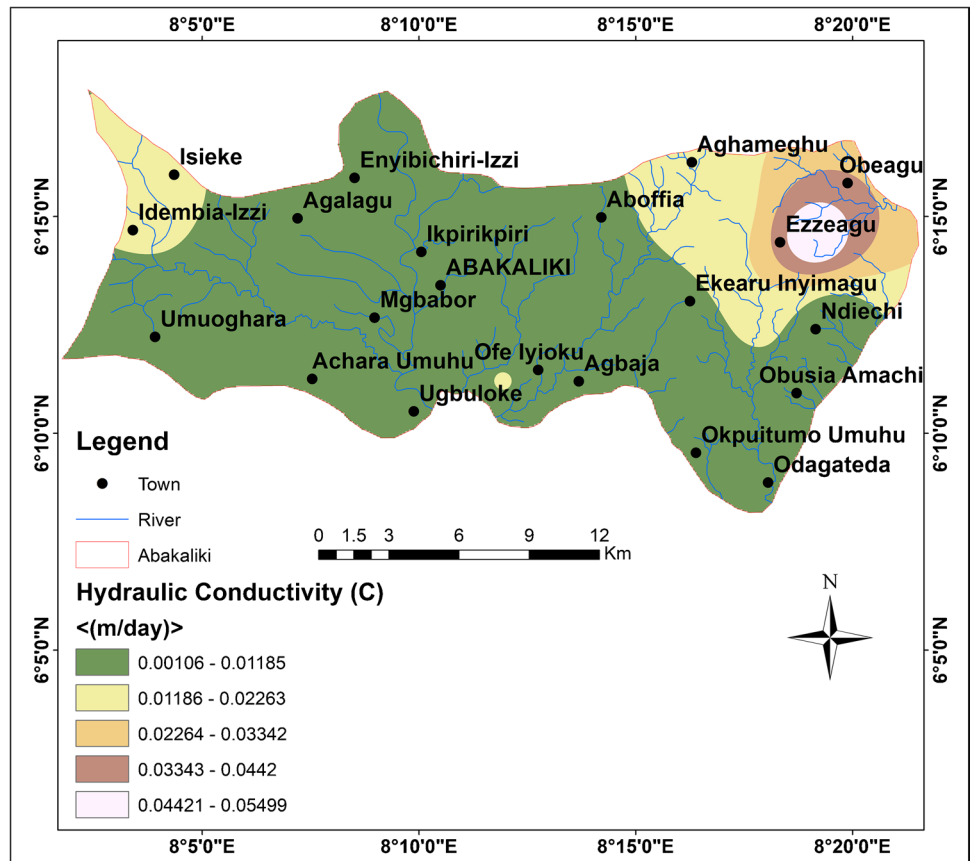 8°5'0"E 8°10'0"E 8°15'0"E 8°20'0"E
Aghameghu
Isieke
Enyibichiri-Izzi
Obeagu
6°15'0"N
6°15'0"N
Idembia-Izzi
Agalagu
Aboffia
Ezzeagu
Ikpirikpiri
ABAKALIKI
Ekearu Inyimagu
Mgbabor
Ndiechi
Umuoghara
Achara Umuhu
Ofe Iyioku
Agbaja
Obusia Amachi
Ugbuloke
6°10'0"N
6°10'0"N
Okpuitumo Umuhu
Odagateda
Legend
Town
River
Abakaliki
0 1.5 3 6 9 12
Km
Hydraulic Conductivity (C)
<(m/day)>
0.00106 - 0.01185
0.01186 - 0.02263
0.02264 - 0.03342
0.03343 - 0.0442
0.04421 - 0.05499
N
6°5'0"N
6°5'0"N
8°5'0"E 8°10'0"E 8°15'0"E 8°20'0"E